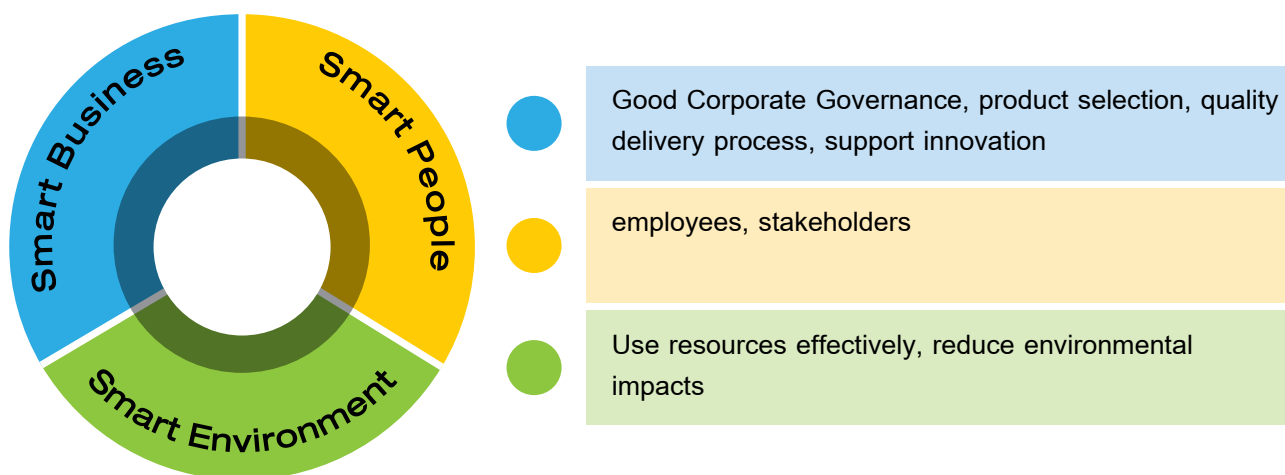 Smart Business
Smart People
Smart Environment
Good Corporate Governance, product selection, quality
delivery process, support innovation
employees, stakeholders
Use resources effectively, reduce environmental
impacts